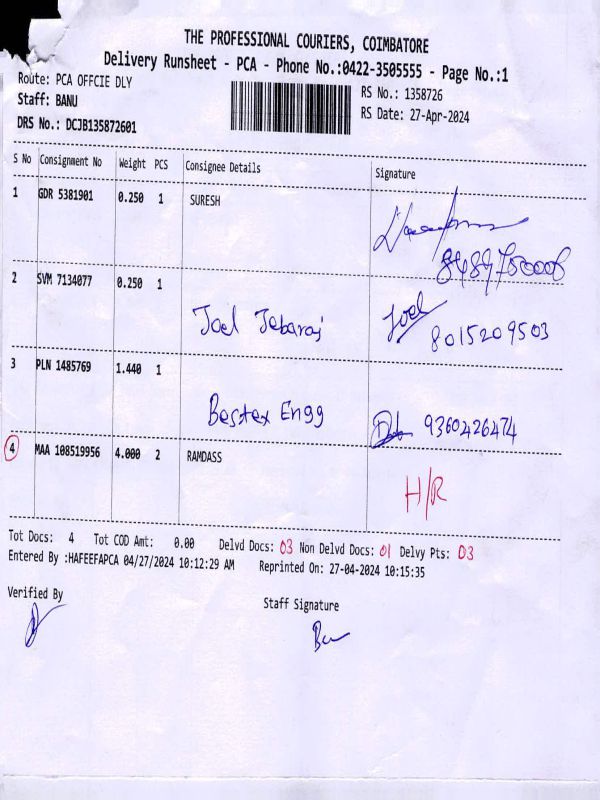 THE PROFESSIONAL COURIERS, COIMBATORE
Delivery Runsheet - PCA - Phone No.:0422-3505555 - Page No.:1
Route: PCA OFFCIE DLY RS No.: 1358726
Staff: BANU RS Date: 27-Apr-2024
DRS No.: DCJB135872601
S No Consignment No Weight PCS Consignee Details Signature
1 GDR 5381901 0.250 1 SURESH
2 SVM 7134077 0.250 1
Joel Jebaraj Joel 8015209503
3 PLN 1485769 1.440 1
Bestex Engg 9360426474
4 MAA 108519956 4.000 2 RAMDASS
H/R
Tot Docs: 4 Tot COD Amt: 0.00 Delvd Docs: 03 Non Delvd Docs: 01 Delvy Pts: 03
Entered By :HAFEEFAPCA 04/27/2024 10:12:29 AM Reprinted On: 27-04-2024 10:15:35
Verified By Staff Signature